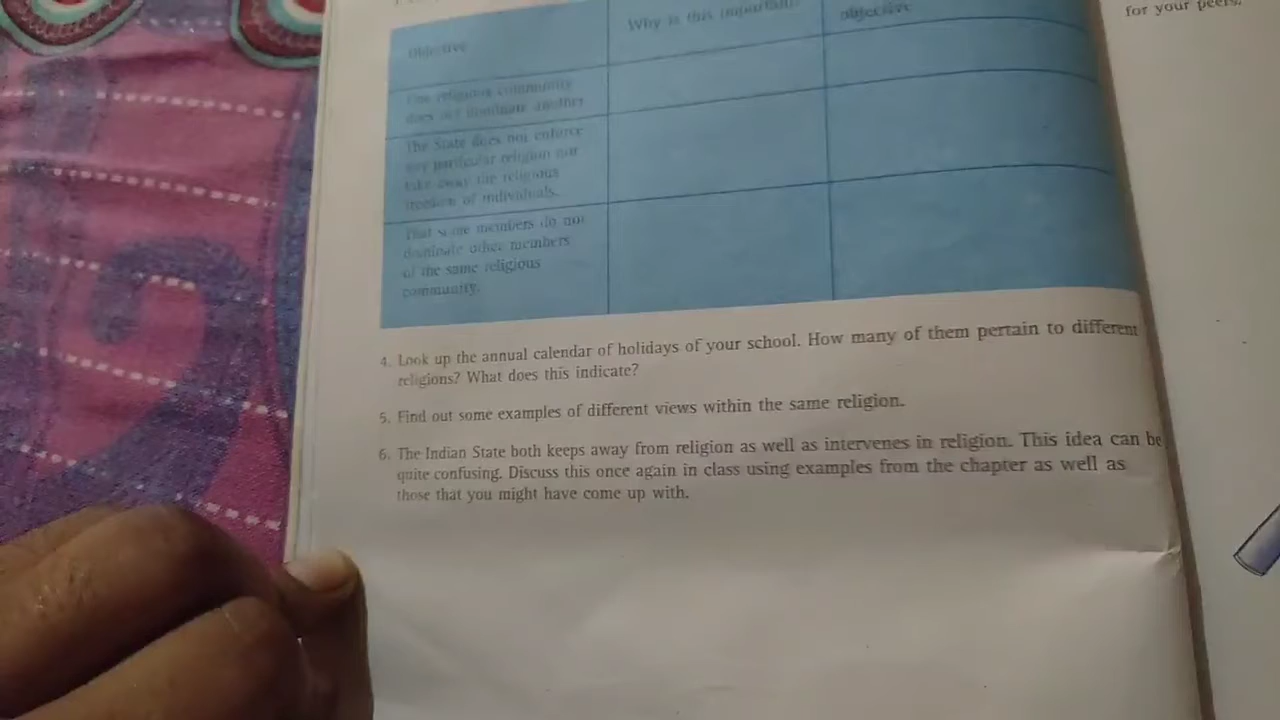 for your peers.
Objective
Why is this important
objective
One religious community
does not dominate another
The State does not enforce
any particular religion nor
take away the religious
freedom of individuals.
That some members do not
dominate other members
of the same religious
community.
4. Look up the annual calendar of holidays of your school. How many of them pertain to different
religions? What does this indicate?
5. Find out some examples of different views within the same religion.
6. The Indian State both keeps away from religion as well as intervenes in religion. This idea can be
quite confusing. Discuss this once again in class using examples from the chapter as well as
those that you might have come up with.